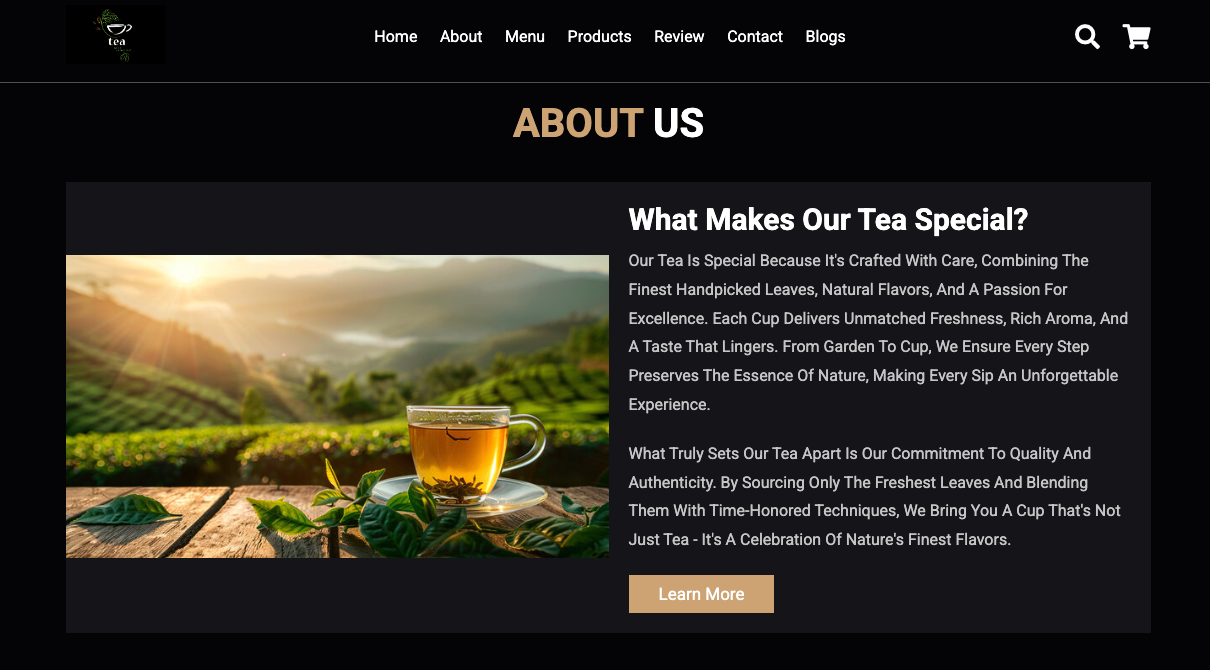 tea
Home About Menu Products Review Contact Blogs
ABOUT US
What Makes Our Tea Special?
Our Tea Is Special Because It's Crafted With Care, Combining The
Finest Handpicked Leaves, Natural Flavors, And A Passion For
Excellence. Each Cup Delivers Unmatched Freshness, Rich Aroma, And
A Taste That Lingers. From Garden To Cup, We Ensure Every Step
Preserves The Essence Of Nature, Making Every Sip An Unforgettable
Experience.
What Truly Sets Our Tea Apart Is Our Commitment To Quality And
Authenticity. By Sourcing Only The Freshest Leaves And Blending
Them With Time-Honored Techniques, We Bring You A Cup That's Not
Just Tea - It's A Celebration Of Nature's Finest Flavors.
Learn More